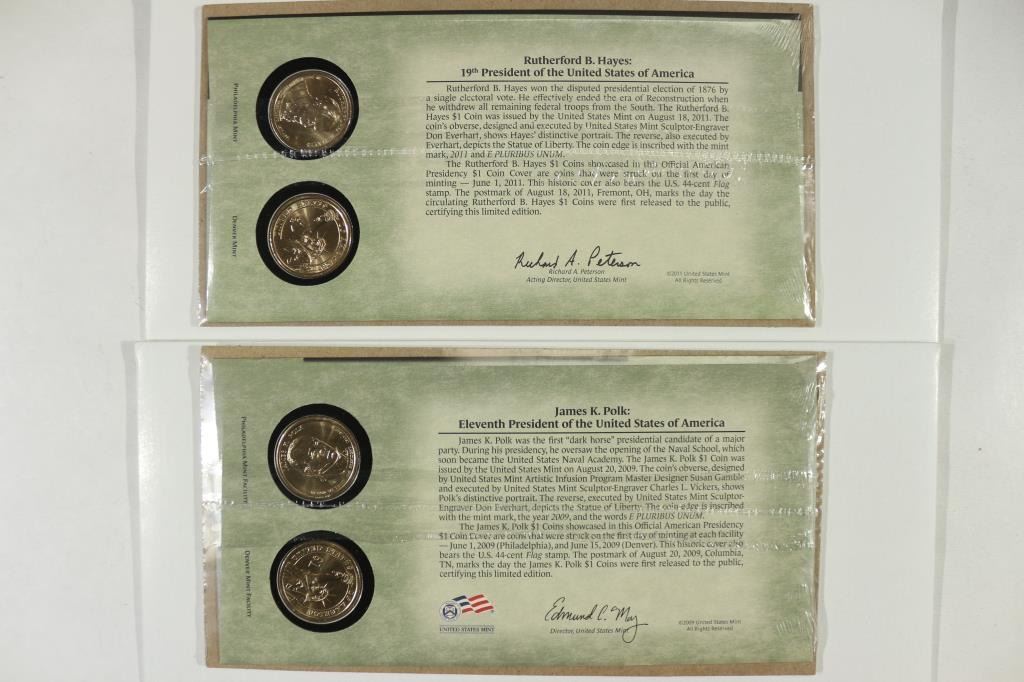 PHILADELPHIA MINT
DENVER MINT
Rutherford B. Hayes:
19th President of the United States of America
Rutherford B. Hayes won the disputed presidential election of 1876 by
a single electoral vote. He effectively ended the era of Reconstruction when
he withdrew all remaining federal troops from the South. The Rutherford B.
Hayes $1 Coin was issued by the United States Mint on August 18, 2011. The
coin's obverse, designed and executed by United States Mint Sculptor-Engraver
Don Everhart, shows Hayes' distinctive portrait. The reverse, also executed by
Everhart, depicts the Statue of Liberty. The coin edge is inscribed with the mint
mark, 2011 and E PLURIBUS UNUM.
The Rutherford B. Hayes $1 Coins showcased in this Official American
Presidency $1 Coin Cover are coins that were struck on the first day of
minting — June 1, 2011. This historic cover also bears the U.S. 44-cent Flag
stamp. The postmark of August 18, 2011, Fremont, OH, marks the day the
circulating Rutherford B. Hayes $1 Coins were first released to the public,
certifying this limited edition.
Richard A. Peterson
Richard A. Peterson
Acting Director, United States Mint
©2011 United States Mint
All Rights Reserved
PHILADELPHIA MINT FACILITY
DENVER MINT FACILITY
James K. Polk:
Eleventh President of the United States of America
James K. Polk was the first "dark horse" presidential candidate of a major
party. During his presidency, he oversaw the opening of the Naval School, which
soon became the United States Naval Academy. The James K. Polk $1 Coin was
issued by the United States Mint on August 20, 2009. The coin's obverse, designed
by United States Mint Artistic Infusion Program Master Designer Susan Gamble
and executed by United States Mint Sculptor-Engraver Charles L. Vickers, shows
Polk's distinctive portrait. The reverse, executed by United States Mint Sculptor-
Engraver Don Everhart, depicts the Statue of Liberty. The coin edge is inscribed
with the mint mark, the year 2009, and the words E PLURIBUS UNUM.
The James K. Polk $1 Coins showcased in this Official American Presidency
$1 Coin Cover are coins that were struck on the first day of minting at each facility
— June 1, 2009 (Philadelphia), and June 15, 2009 (Denver). This historic cover also
bears the U.S. 44-cent Flag stamp. The postmark of August 20, 2009, Columbia,
TN, marks the day the James K. Polk $1 Coins were first released to the public,
certifying this limited edition.
UNITED STATES MINT
Edmund C. Moy
Director, United States Mint
©2009 United States Mint
All Rights Reserved